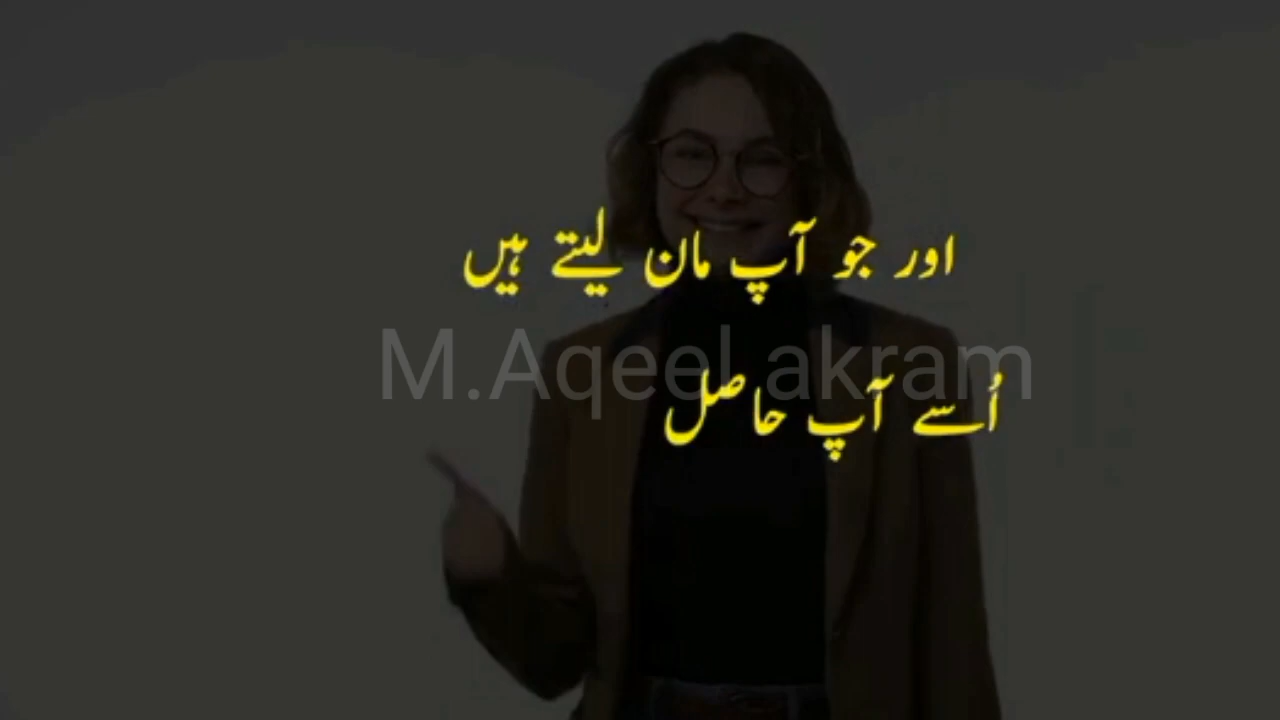 اور جو آپ مان لیتے ہیں
M.Aqeel akram
اُسے آپ حاصل